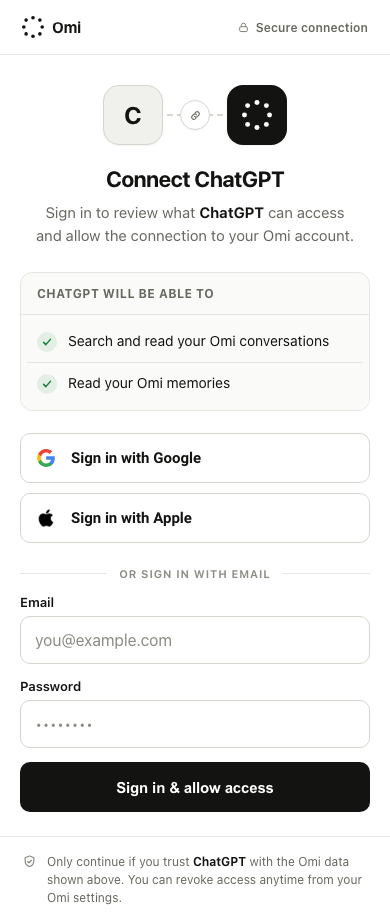 Omi
Secure connection
C
Connect ChatGPT
Sign in to review what ChatGPT can access
and allow the connection to your Omi account.
CHATGPT WILL BE ABLE TO
Search and read your Omi conversations
Read your Omi memories
Sign in with Google
Sign in with Apple
OR SIGN IN WITH EMAIL
Email
you@example.com
Password
••••••••
Sign in & allow access
Only continue if you trust ChatGPT with the Omi data
shown above. You can revoke access anytime from your
Omi settings.